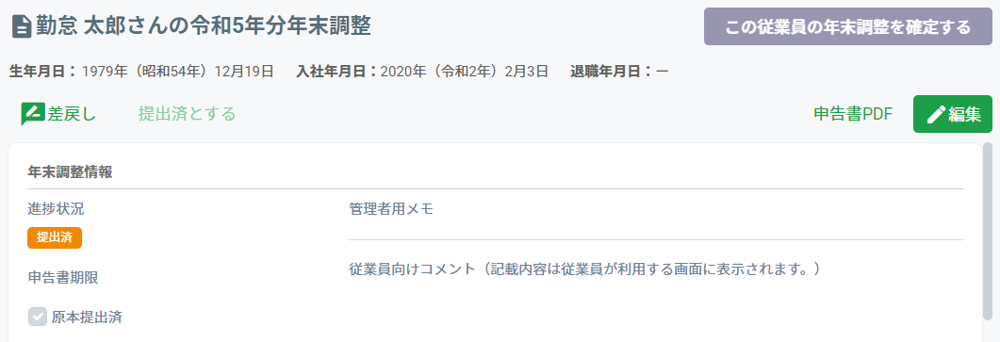 勤怠 太郎さんの令和5年分年末調整
この従業員の年末調整を確定する
生年月日：1979年（昭和54年）12月19日 入社年月日：2020年（令和2年）2月3日 退職年月日：ー
差戻し 提出済とする 申告書PDF 編集
年末調整情報
進捗状況 管理者用メモ
提出済
従業員向けコメント（記載内容は従業員が利用する画面に表示されます。）
申告書期限
原本提出済